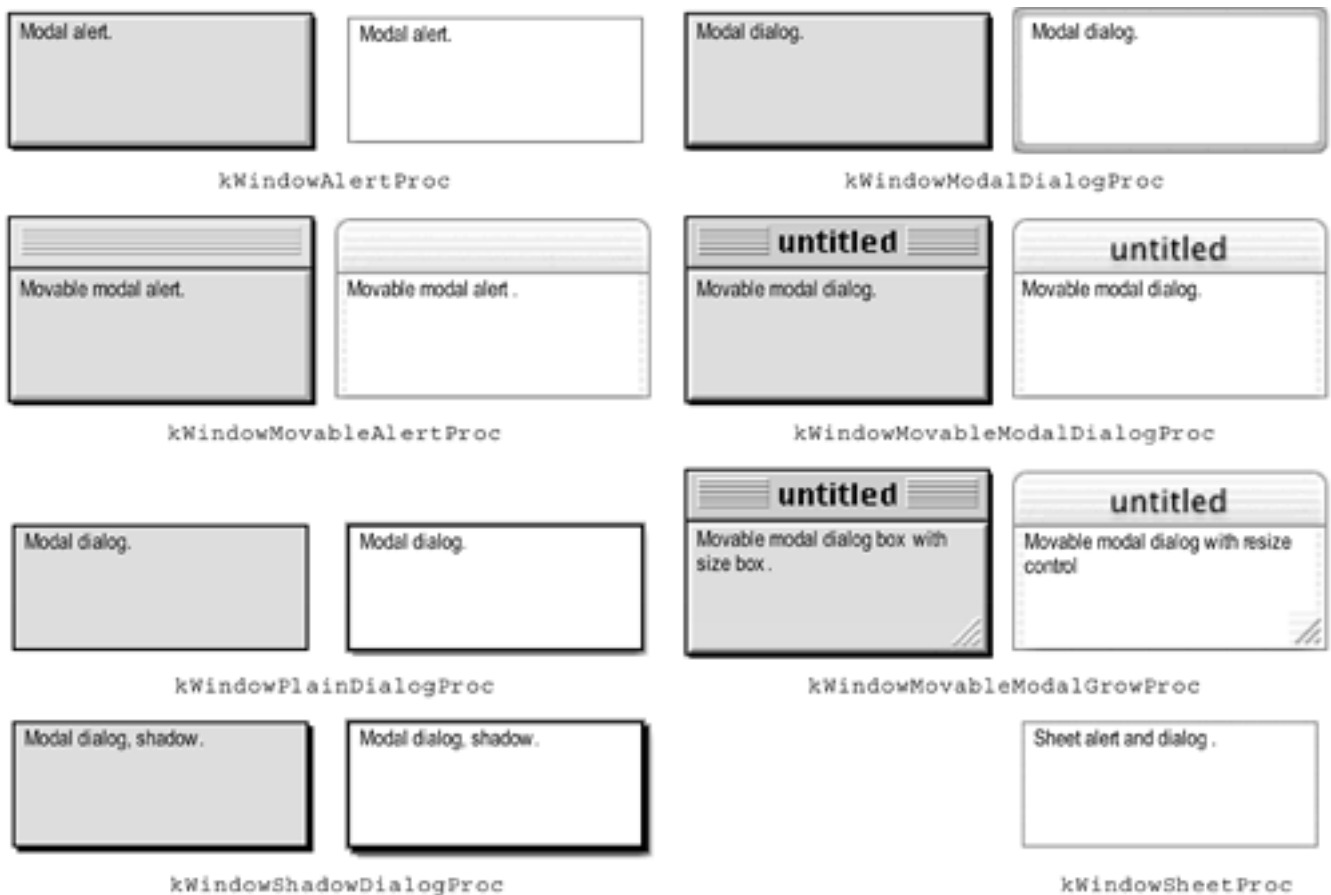 Modal alert.
Modal alert.
Modal dialog.
Modal dialog.
kWindowAlertProc
kWindowModalDialogProc
untitled
untitled
Movable modal alert.
Movable modal alert .
Movable modal dialog.
Movable modal dialog.
kWindowMovableAlertProc
kWindowMovableModalDialogProc
untitled
untitled
Modal dialog.
Modal dialog.
Movable modal dialog box with
size box .
Movable modal dialog with resize
control
kWindowPlainDialogProc
kWindowMovableModalGrowProc
Modal dialog, shadow.
Modal dialog, shadow.
Sheet alert and dialog .
kWindowShadowDialogProc
kWindowSheetProc